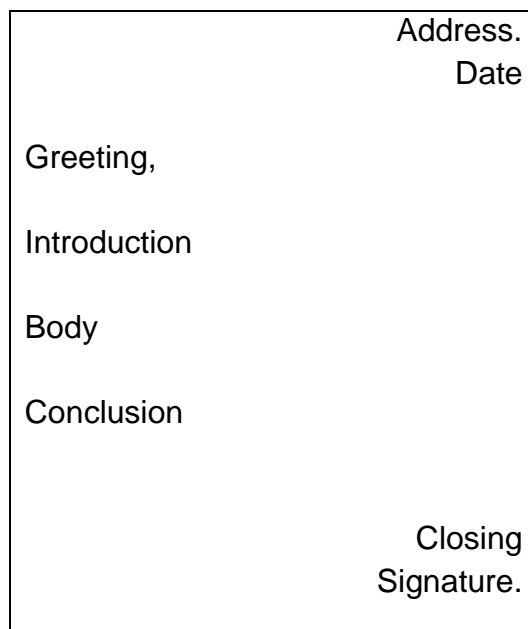 Address.
Date
Greeting,
Introduction
Body
Conclusion
Closing
Signature.